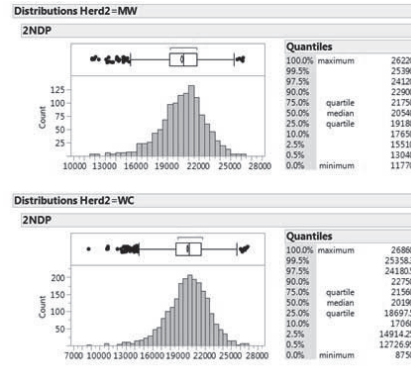 Distributions Herd2=MW
2NDP
Quantiles
100.0% maximum 26220
99.5% 25390
97.5% 24120
90.0% 22900
75.0% quartile 21750
50.0% median 20540
25.0% quartile 19180
10.0% 17650
2.5% 15510
0.5% 13040
0.0% minimum 11770
Count
125
100
75
50
25
10000 13000 16000 19000 22000 25000 28000
Distributions Herd2=WC
2NDP
Quantiles
100.0% maximum 26860
99.5% 25358.
97.5% 24180.5
90.0% 22750
75.0% quartile 21560
50.0% median 20190
25.0% quartile 18697.5
10.0% 17060
2.5% 14914.25
0.5% 12726.95
0.0% minimum 8750
Count
200
150
100
50
7000 10000 13000 16000 19000 22000 25000 28000